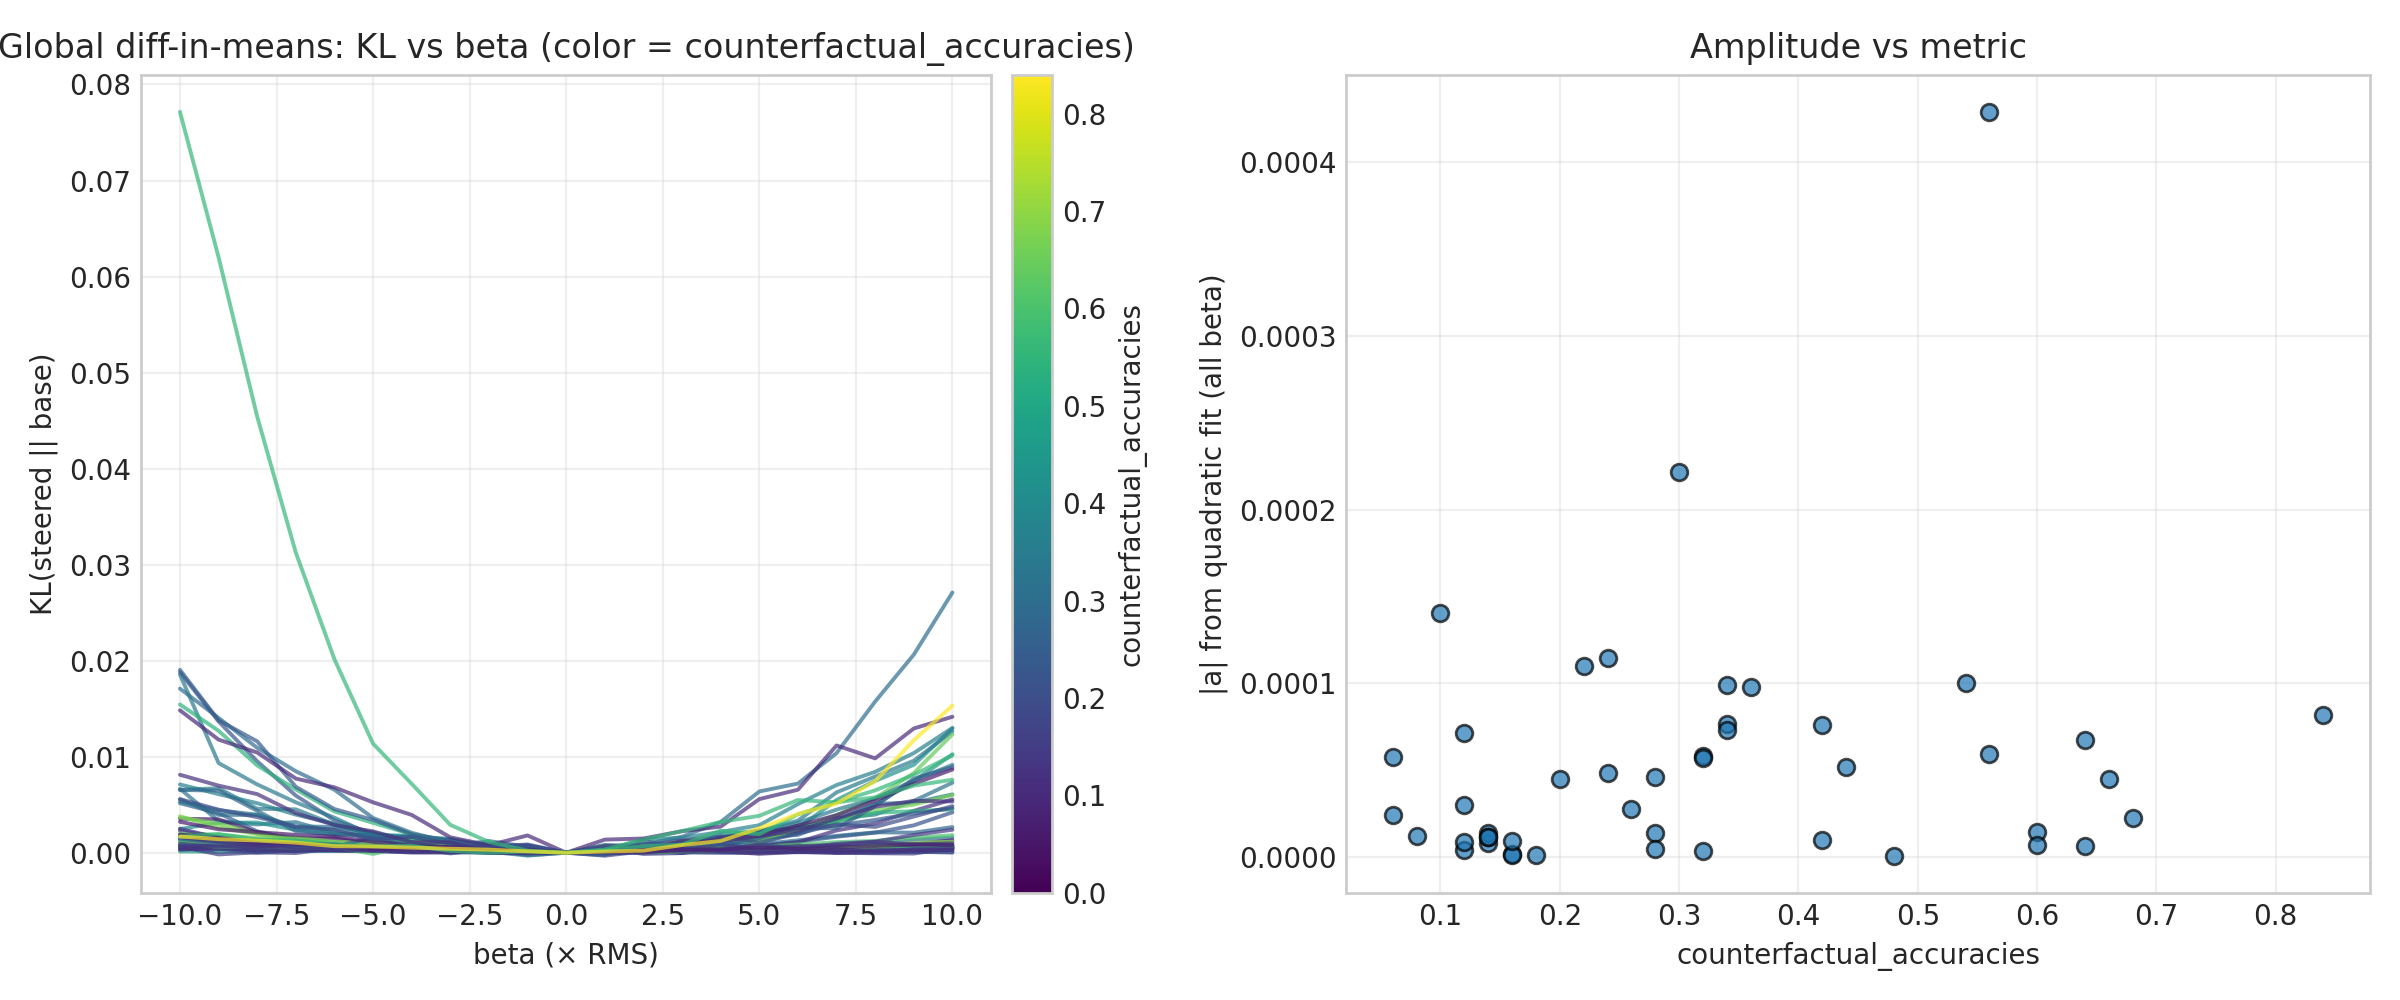 Global diff-in-means: KL vs beta (color = counterfactual_accuracies)
KL(steered || base)
0.08
0.07
0.06
0.05
0.04
0.03
0.02
0.01
0.00
−10.0 −7.5 −5.0 −2.5 0.0 2.5 5.0 7.5 10.0
beta (× RMS)
0.8
0.7
0.6
0.5
0.4
0.3
0.2
0.1
0.0
counterfactual_accuracies
Amplitude vs metric
|a| from quadratic fit (all beta)
0.0004
0.0003
0.0002
0.0001
0.0000
0.1 0.2 0.3 0.4 0.5 0.6 0.7 0.8
counterfactual_accuracies